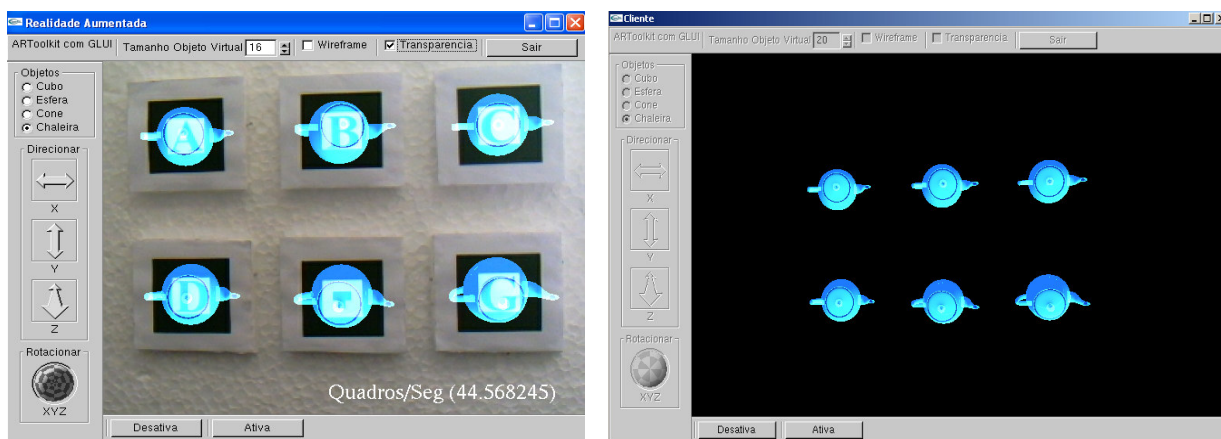 Realidade Aumentada
ARToolkit com GLUI Tamanho Objeto Virtual 16 Wireframe Transparencia Sair
Objetos
Cubo
Esfera
Cone
Chaleira
Direcionar
X
Y
Z
Rotacionar
XYZ
A B C
D G
Quadros/Seg (44.568245)
Desativa Ativa
Cliente
ARToolkit com GLUI Tamanho Objeto Virtual 20 Wireframe Transparencia Sair
Objetos
Cubo
Esfera
Cone
Chaleira
Direcionar
X
Y
Z
Rotacionar
XYZ
Desativa Ativa